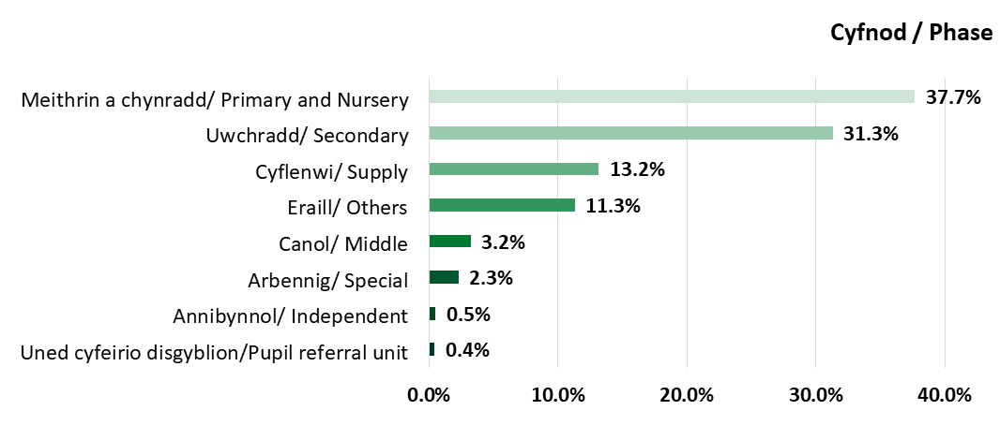 Cyfnod / Phase
Meithrin a chynradd/ Primary and Nursery 37.7%
Uwchradd/ Secondary 31.3%
Cyflenwi/ Supply 13.2%
Eraill/ Others 11.3%
Canol/ Middle 3.2%
Arbennig/ Special 2.3%
Annibynnol/ Independent 0.5%
Uned cyfeirio disgyblion/Pupil referral unit 0.4%
0.0% 10.0% 20.0% 30.0% 40.0%